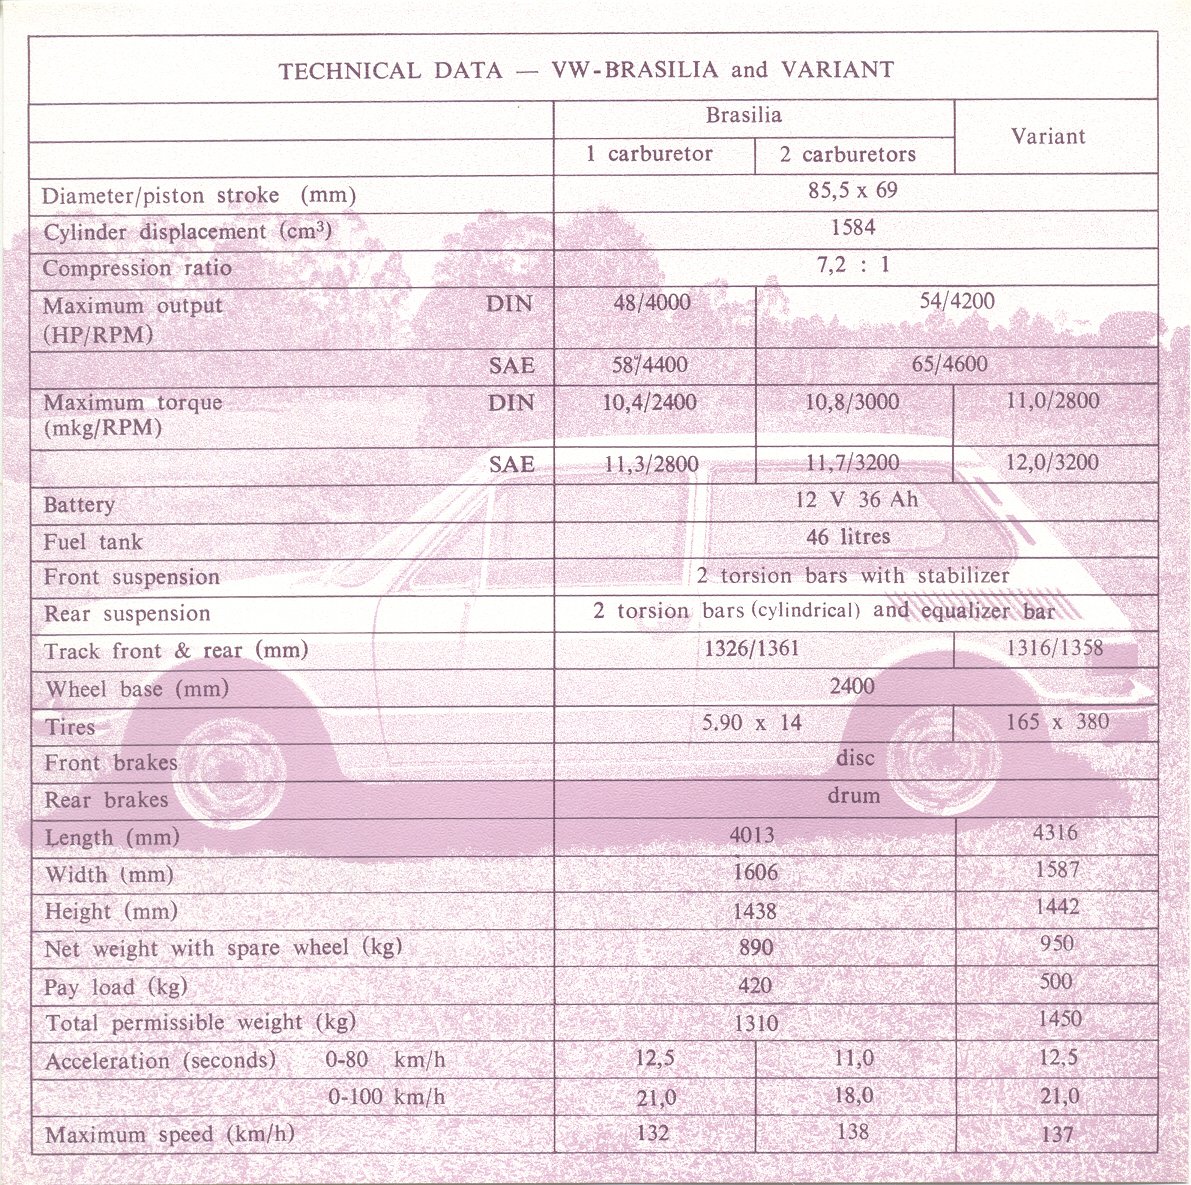 TECHNICAL DATA — VW-BRASILIA and VARIANT
Brasilia
Variant
1 carburetor 2 carburetors
Diameter/piston stroke (mm) 85,5 x 69
Cylinder displacement (cm³) 1584
Compression ratio 7,2 : 1
Maximum output DIN 48/4000 54/4200
(HP/RPM)
SAE 58/4400 65/4600
Maximum torque DIN 10,4/2400 10,8/3000 11,0/2800
(mkg/RPM)
SAE 11,3/2800 11,7/3200 12,0/3200
Battery 12 V 36 Ah
Fuel tank 46 litres
Front suspension 2 torsion bars with stabilizer
Rear suspension 2 torsion bars (cylindrical) and equalizer bar
Track front & rear (mm) 1326/1361 1316/1358
Wheel base (mm) 2400
Tires 5.90 x 14 165 x 380
Front brakes disc
Rear brakes drum
Length (mm) 4013 4316
Width (mm) 1606 1587
Height (mm) 1438 1442
Net weight with spare wheel (kg) 890 950
Pay load (kg) 420 500
Total permissible weight (kg) 1310 1450
Acceleration (seconds) 0-80 km/h 12,5 11,0 12,5
0-100 km/h 21,0 18,0 21,0
Maximum speed (km/h) 132 138 137